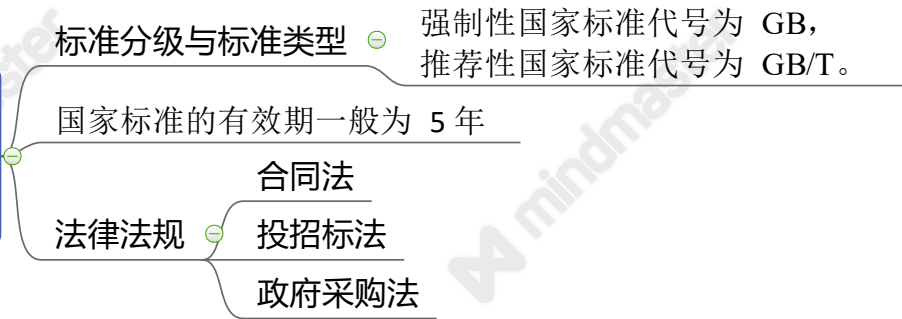 标准分级与标准类型
强制性国家标准代号为 GB，
推荐性国家标准代号为 GB/T。
国家标准的有效期一般为 5 年
法律法规
合同法
投招标法
政府采购法
mindmaster